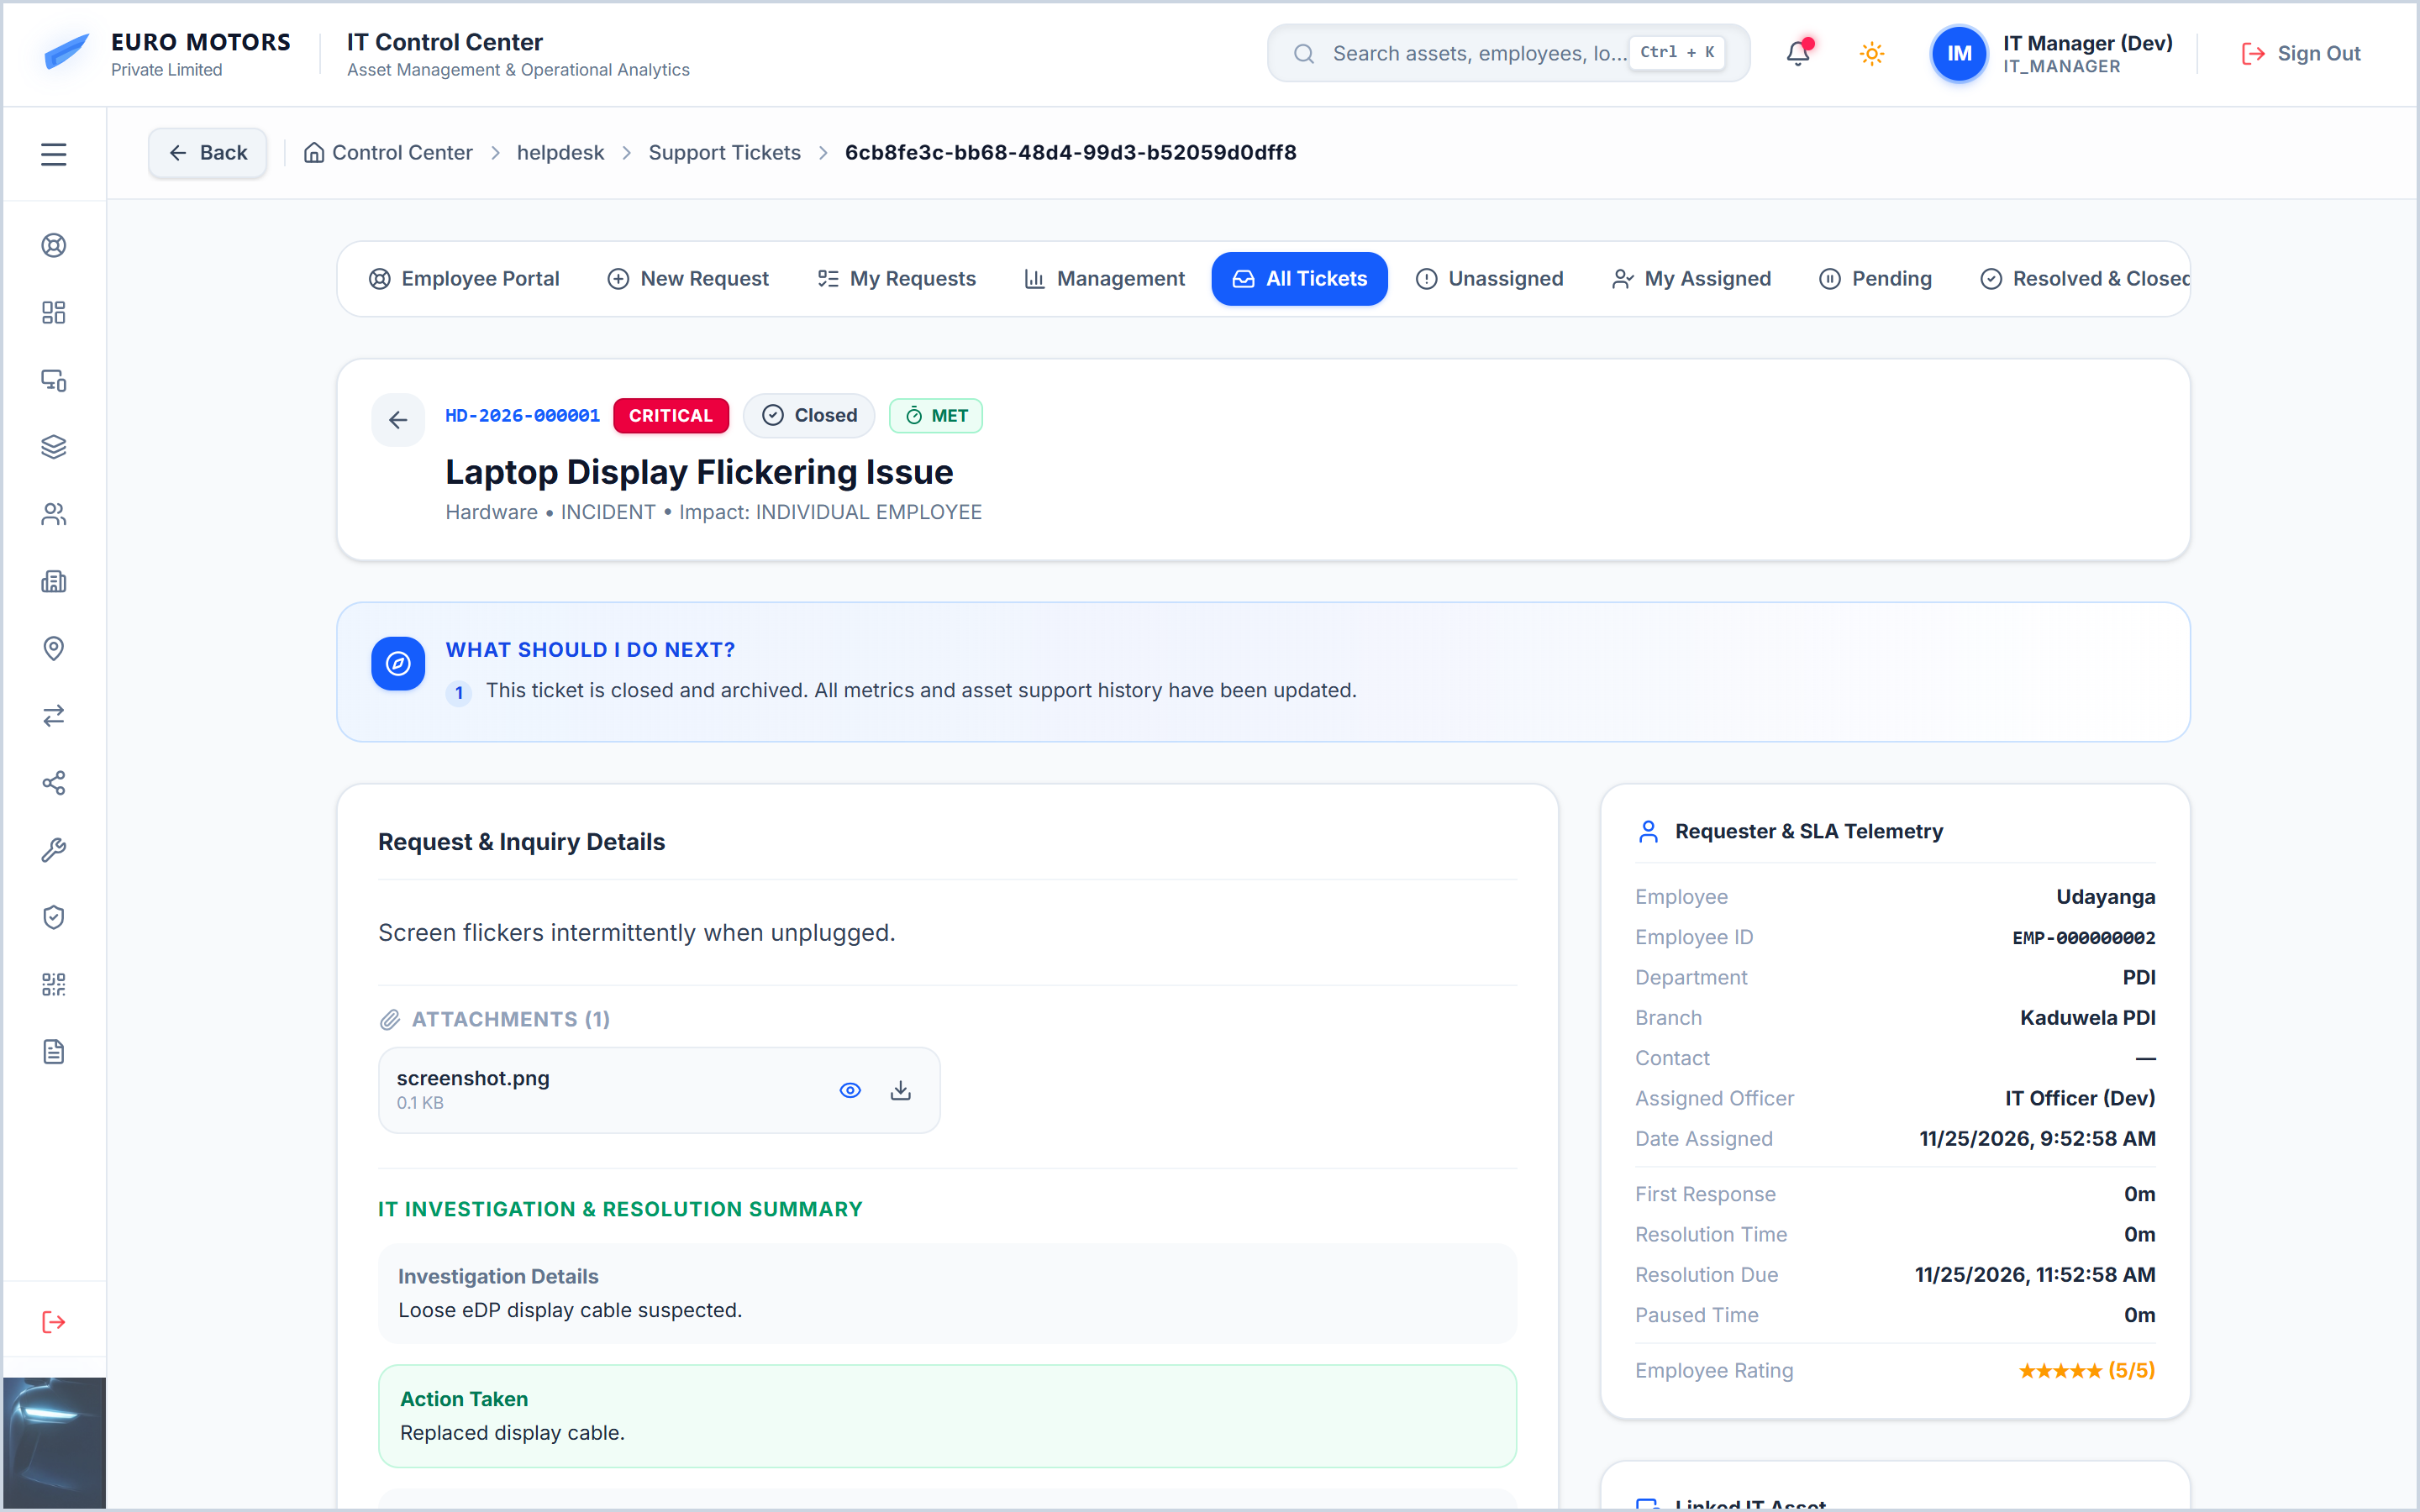 EURO MOTORS
Private Limited
IT Control Center
Asset Management & Operational Analytics
Search assets, employees, lo...
Ctrl + K
IM
IT Manager (Dev)
IT_MANAGER
Sign Out
Back
Control Center
helpdesk
Support Tickets
6cb8fe3c-bb68-48d4-99d3-b52059d0dff8
Employee Portal
New Request
My Requests
Management
All Tickets
Unassigned
My Assigned
Pending
Resolved & Closed
HD-2026-000001
CRITICAL
Closed
MET
Laptop Display Flickering Issue
Hardware • INCIDENT • Impact: INDIVIDUAL EMPLOYEE
WHAT SHOULD I DO NEXT?
1 This ticket is closed and archived. All metrics and asset support history have been updated.
Request & Inquiry Details
Screen flickers intermittently when unplugged.
ATTACHMENTS (1)
screenshot.png
0.1 KB
IT INVESTIGATION & RESOLUTION SUMMARY
Investigation Details
Loose eDP display cable suspected.
Action Taken
Replaced display cable.
Requester & SLA Telemetry
Employee Udayanga
Employee ID EMP-000000002
Department PDI
Branch Kaduwela PDI
Contact —
Assigned Officer IT Officer (Dev)
Date Assigned 11/25/2026, 9:52:58 AM
First Response 0m
Resolution Time 0m
Resolution Due 11/25/2026, 11:52:58 AM
Paused Time 0m
Employee Rating ★★★★★ (5/5)
Linked IT Asset